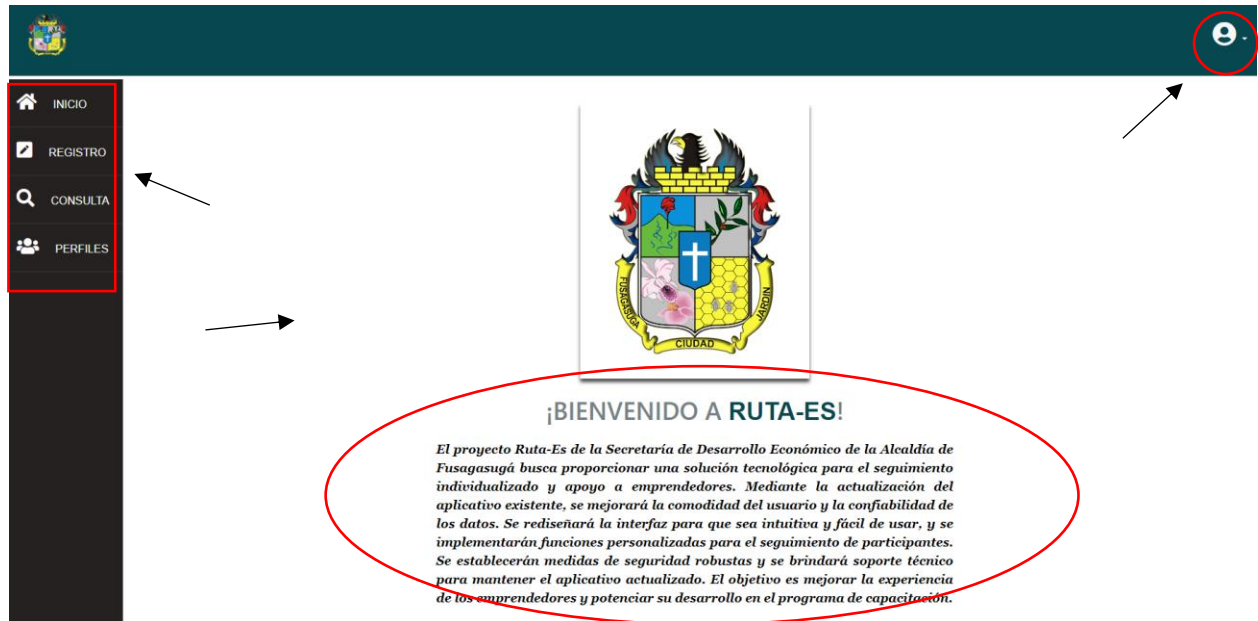 INICIO
REGISTRO
CONSULTA
PERFILES
FUSAGASUGA
CIUDAD
JARDIN
¡BIENVENIDO A RUTA-ES!
El proyecto Ruta-Es de la Secretaría de Desarrollo Económico de la Alcaldía de
Fusagasugá busca proporcionar una solución tecnológica para el seguimiento
individualizado y apoyo a emprendedores. Mediante la actualización del
aplicativo existente, se mejorará la comodidad del usuario y la confiabilidad de
los datos. Se rediseñará la interfaz para que sea intuitiva y fácil de usar, y se
implementarán funciones personalizadas para el seguimiento de participantes.
Se establecerán medidas de seguridad robustas y se brindará soporte técnico
para mantener el aplicativo actualizado. El objetivo es mejorar la experiencia
de los emprendedores y potenciar su desarrollo en el programa de capacitación.